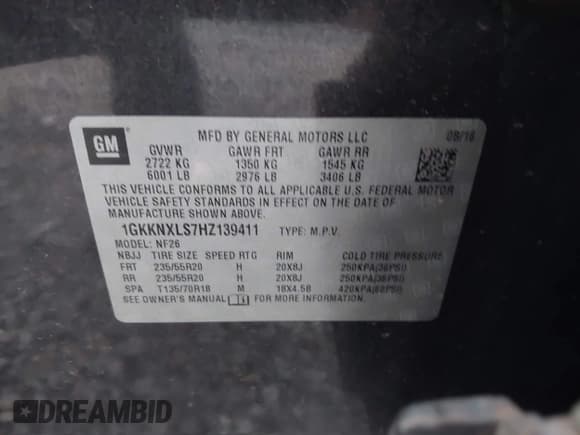 GM
MFD BY GENERAL MOTORS LLC 08/16
GVWR GAWR FRT GAWR RR
2722 KG 1350 KG 1545 KG
6001 LB 2976 LB 3406 LB
THIS VEHICLE CONFORMS TO ALL APPLICABLE U.S. FEDERAL MOTOR
VEHICLE SAFETY STANDARDS IN EFFECT ON THE DATE OF
MANUFACTURE SHOWN ABOVE.
1GKKNXLS7HZ139411 TYPE: M.P.V.
MODEL: NF26
NBJJ TIRE SIZE SPEED RTG RIM COLD TIRE PRESSURE
FRT 235/55R20 H 20X8J 250KPA(36PSI)
RR 235/55R20 H 20X8J 250KPA(36PSI)
SPA T135/70R18 M 18X4.5B 420KPA(60PSI)
SEE OWNER'S MANUAL FOR MORE INFORMATION.
DREAMBID